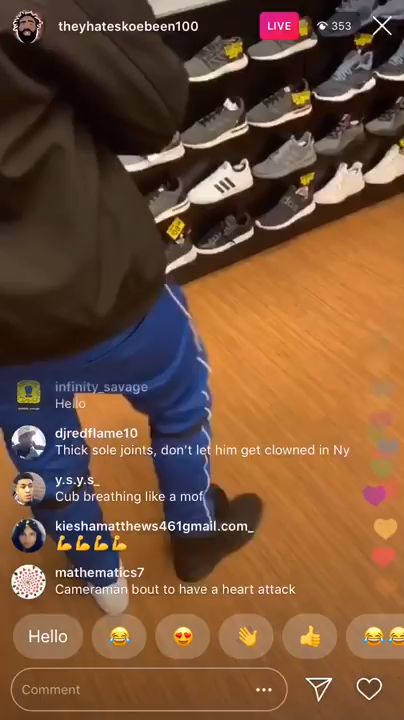 theyhateskoebeen100
LIVE
353
infinity_savage
Hello
djredflame10
Thick sole joints, don't let him get clowned in Ny
y.s.y.s_
Cub breathing like a mof
kieshamatthews461gmail.com_
💪💪💪💪
mathematics7
Cameraman bout to have a heart attack
Hello 😂 😍 👋 👍 😂😂
Comment